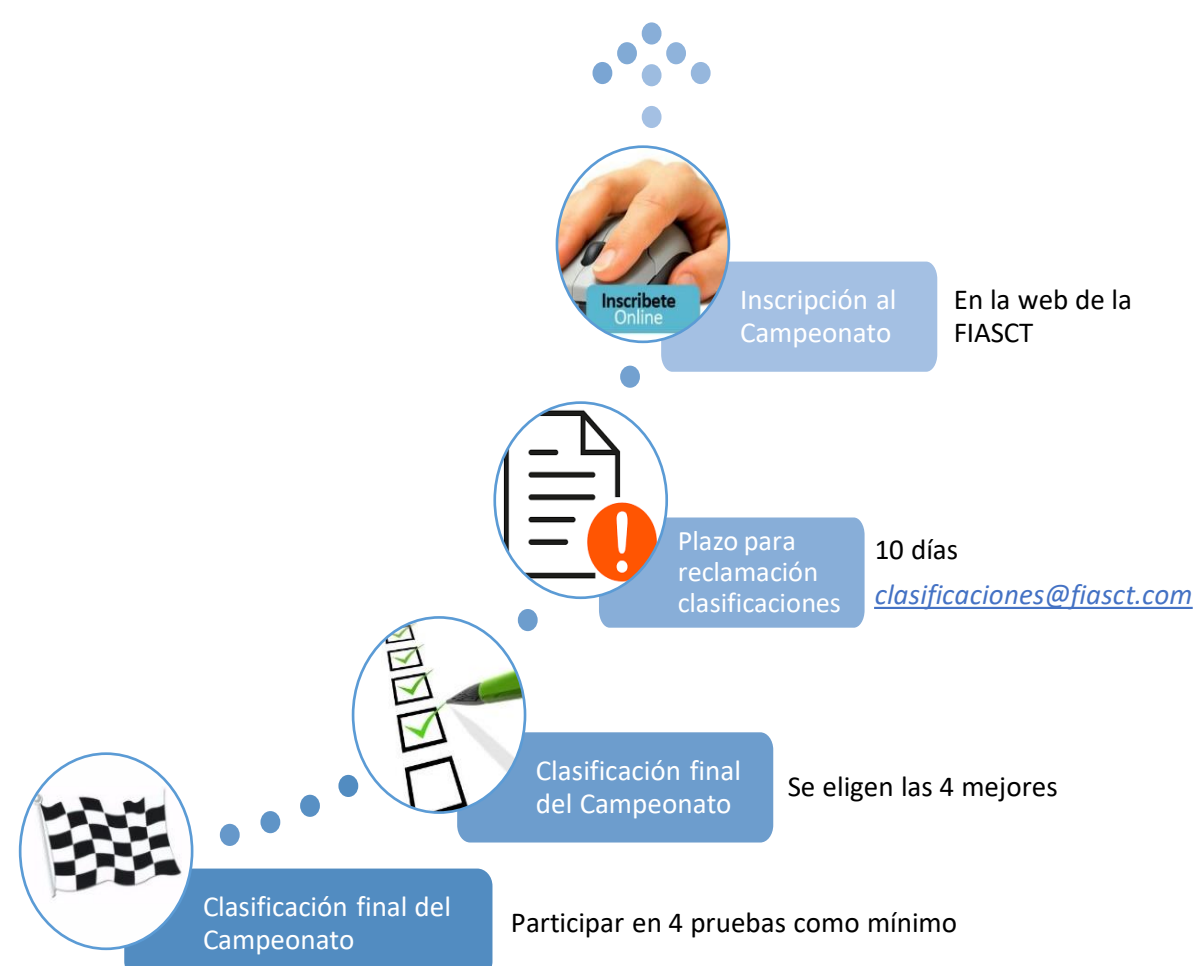 Inscribete
Online
Inscripción al
Campeonato
En la web de la
FIASCT
Plazo para
reclamación
clasificaciones
10 días
clasificaciones@fiasct.com
Clasificación final
del Campeonato
Se eligen las 4 mejores
Clasificación final del
Campeonato
Participar en 4 pruebas como mínimo